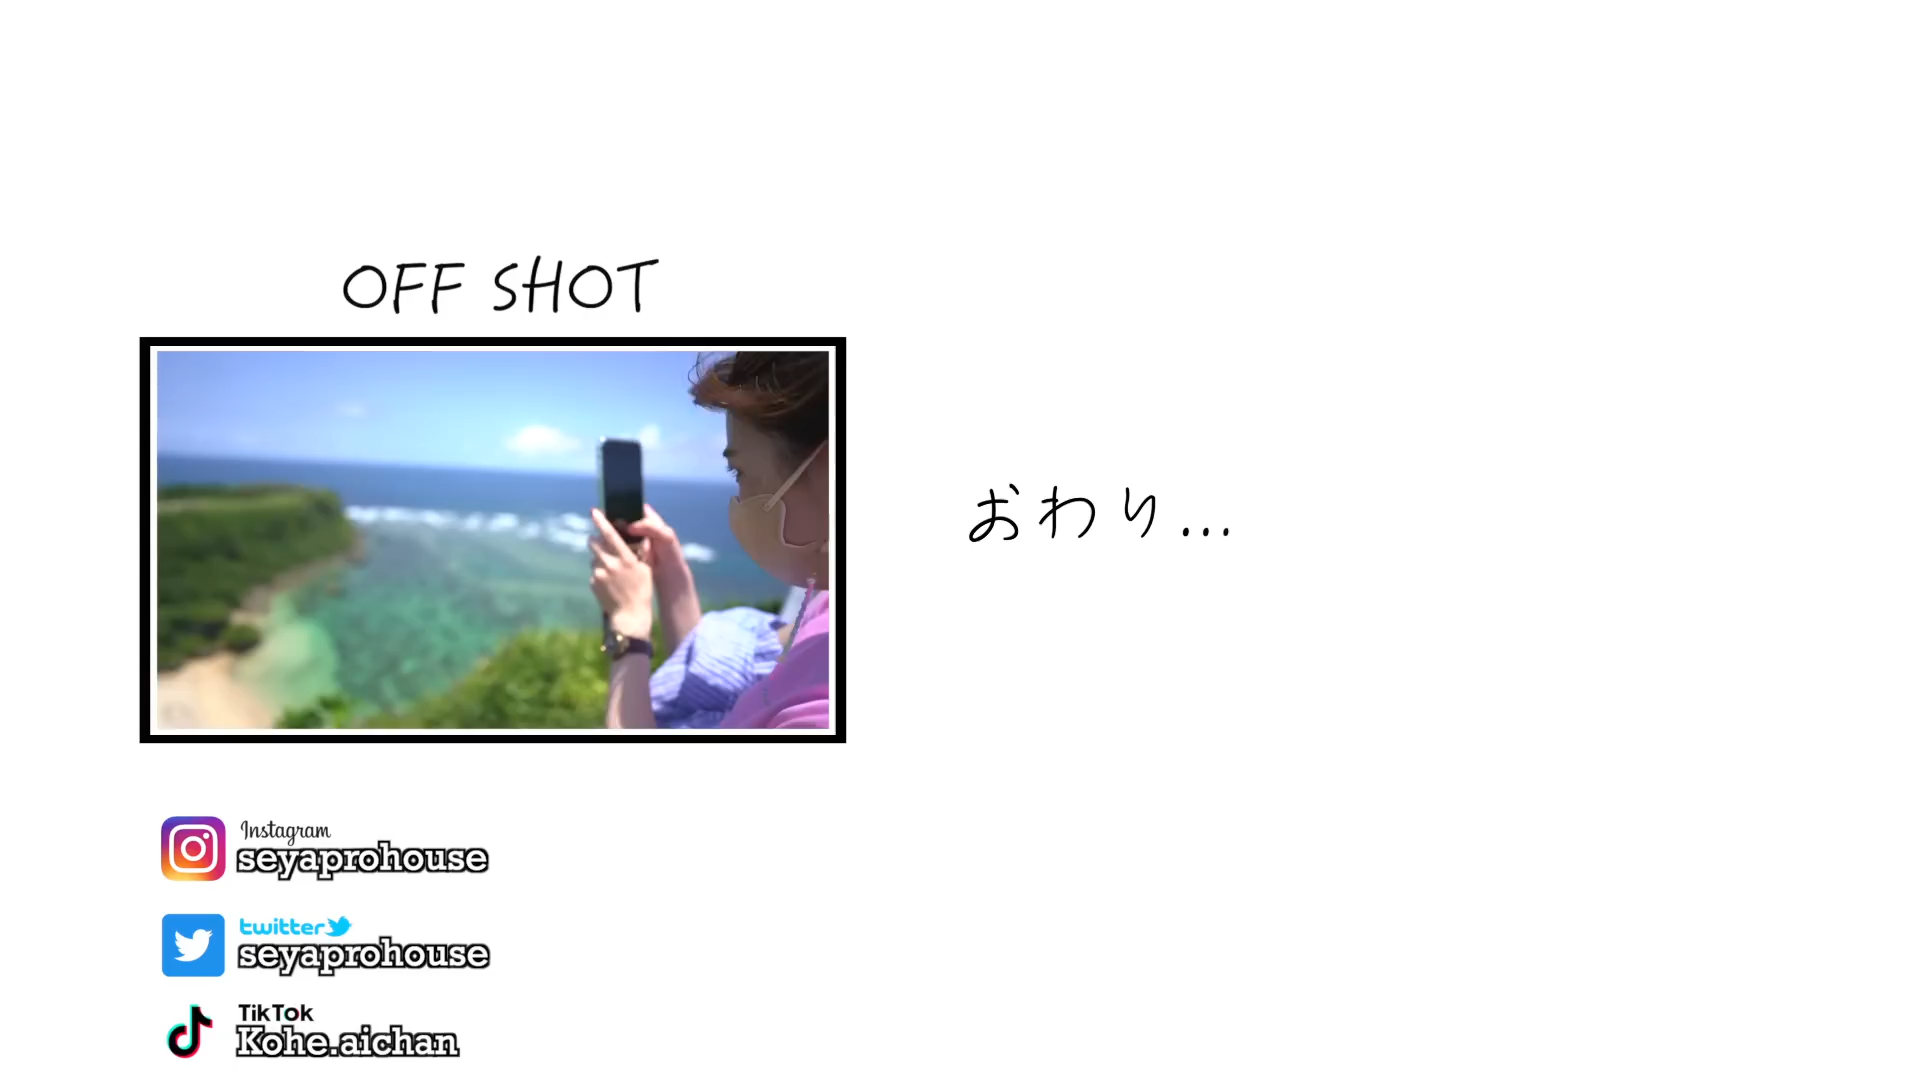 OFF SHOT
おわり...
Instagram
seyaprohouse
twitter
seyaprohouse
TikTok
Kohe.aichan